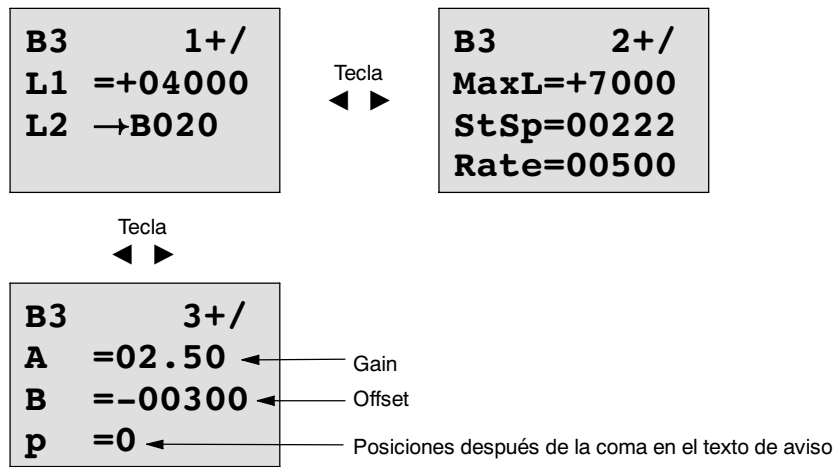 B3 1+/
L1 =+04000
L2 →B020
Tecla
◄ ►
B3 2+/
MaxL=+7000
StSp=00222
Rate=00500
Tecla
◄ ►
B3 3+/
A =02.50
B =-00300
p =0
Gain
Offset
Posiciones después de la coma en el texto de aviso